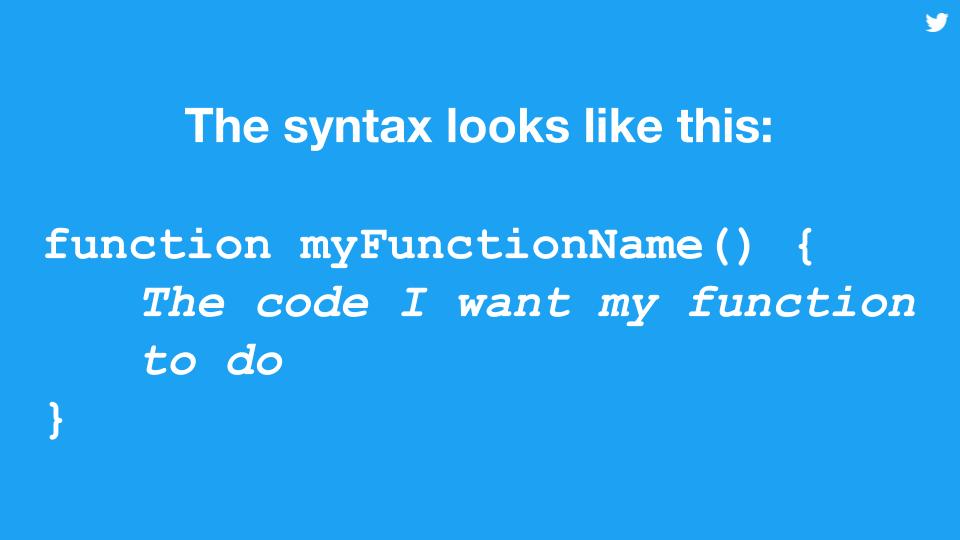 The syntax looks like this:
function myFunctionName() {
The code I want my function
to do
}